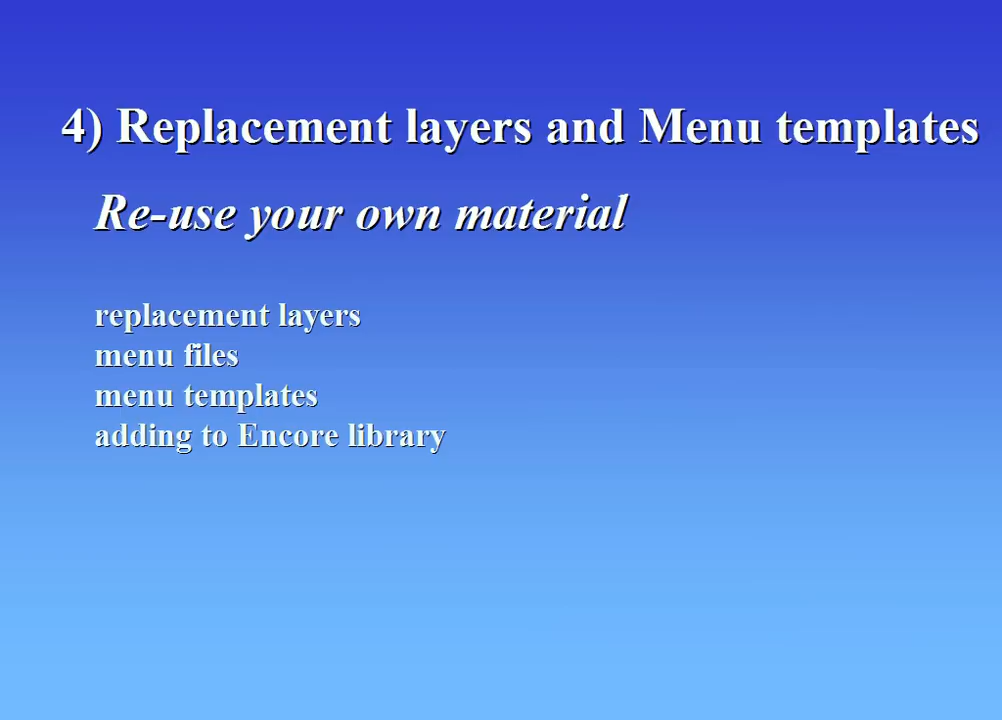 4) Replacement layers and Menu templates
Re-use your own material
replacement layers
menu files
menu templates
adding to Encore library